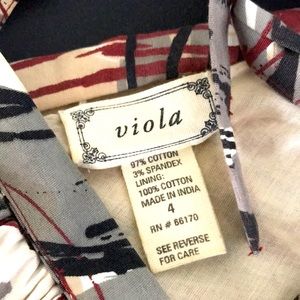 viola
97% COTTON
3% SPANDEX
LINING:
100% COTTON
MADE IN INDIA
4
RN # 66170
SEE REVERSE
FOR CARE